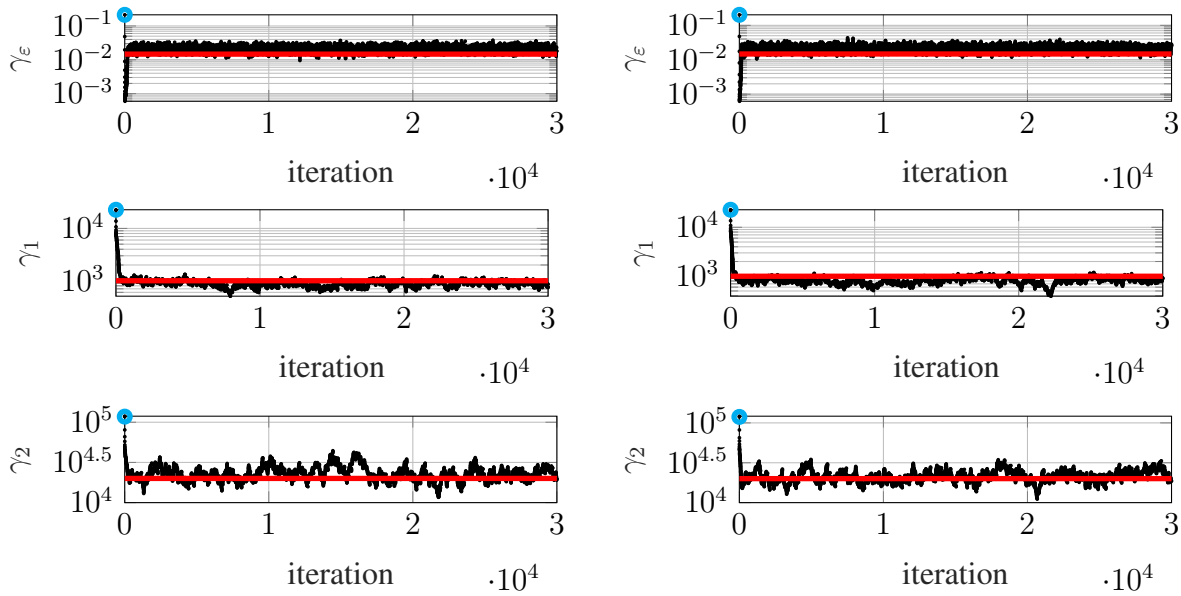 γ_ε
10^{-1}
10^{-2}
10^{-3}
0 1 2 3
iteration
·10^4
γ_ε
10^{-1}
10^{-2}
10^{-3}
0 1 2 3
iteration
·10^4
γ_1
10^4
10^3
0 1 2 3
iteration
·10^4
γ_1
10^4
10^3
0 1 2 3
iteration
·10^4
γ_2
10^5
10^{4.5}
10^4
0 1 2 3
iteration
·10^4
γ_2
10^5
10^{4.5}
10^4
0 1 2 3
iteration
·10^4